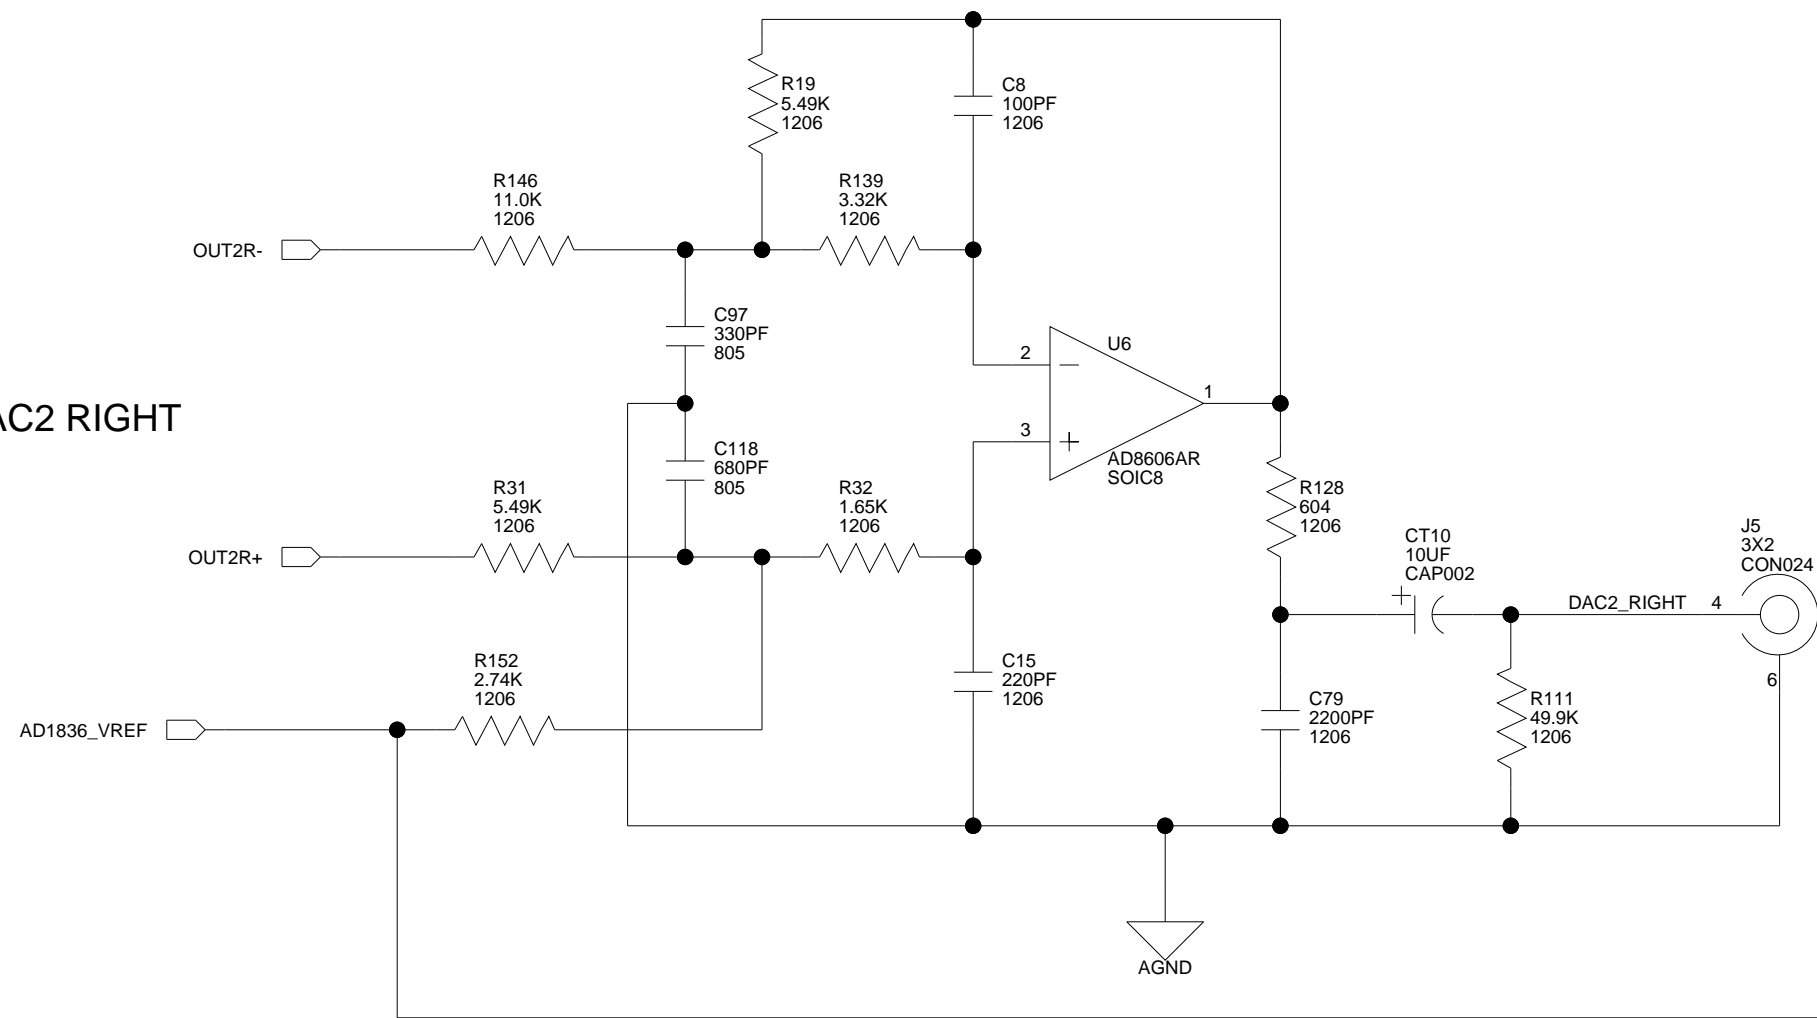 R19
5.49K
1206
C8
100PF
1206
R146
11.0K
1206
R139
3.32K
1206
OUT2R-
C97
330PF
805
U6
2
1
3
AD8606AR
SOIC8
AC2 RIGHT
C118
680PF
805
R31
5.49K
1206
R32
1.65K
1206
OUT2R+
R128
604
1206
CT10
10UF
CAP002
J5
3X2
CON024
DAC2_RIGHT
4
6
R152
2.74K
1206
C15
220PF
1206
AD1836_VREF
C79
2200PF
1206
R111
49.9K
1206
AGND